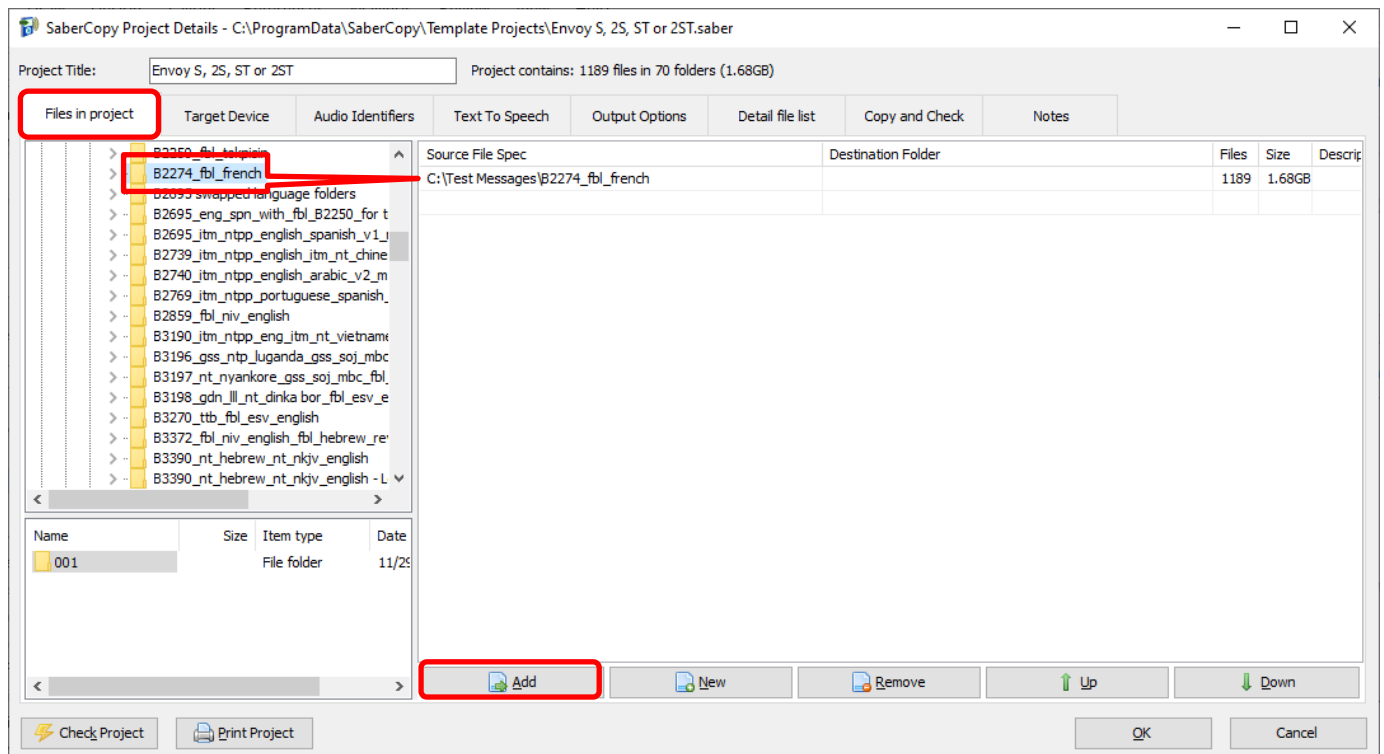 SaberCopy Project Details - C:\ProgramData\SaberCopy\Template Projects\Envoy S, 2S, ST or 2ST.saber
Project Title: Envoy S, 2S, ST or 2ST Project contains: 1189 files in 70 folders (1.68GB)
Files in project Target Device Audio Identifiers Text To Speech Output Options Detail file list Copy and Check Notes
B2259_fbl_tokpisin
B2274_fbl_french
B2695 swapped language folders
B2695_eng_spn_with_fbl_B2250_for t
B2695_itm_ntpp_english_spanish_v1_
B2739_itm_ntpp_english_itm_nt_chine
B2740_itm_ntpp_english_arabic_v2_m
B2769_itm_ntpp_portuguese_spanish_
B2859_fbl_niv_english
B3190_itm_ntpp_eng_itm_nt_vietname
B3196_gss_ntp_luganda_gss_soj_mbc
B3197_nt_nyankore_gss_soj_mbc_fbl_
B3198_gdn_lll_nt_dinka bor_fbl_esv_e
B3270_ttb_fbl_esv_english
B3372_fbl_niv_english_fbl_hebrew_re
B3390_nt_hebrew_nt_nkjv_english
B3390_nt_hebrew_nt_nkjv_english - L
Source File Spec Destination Folder Files Size Descrip
C:\Test Messages\B2274_fbl_french 1189 1.68GB
Name Size Item type Date
001 File folder 11/29
Add New Remove Up Down
Check Project Print Project OK Cancel